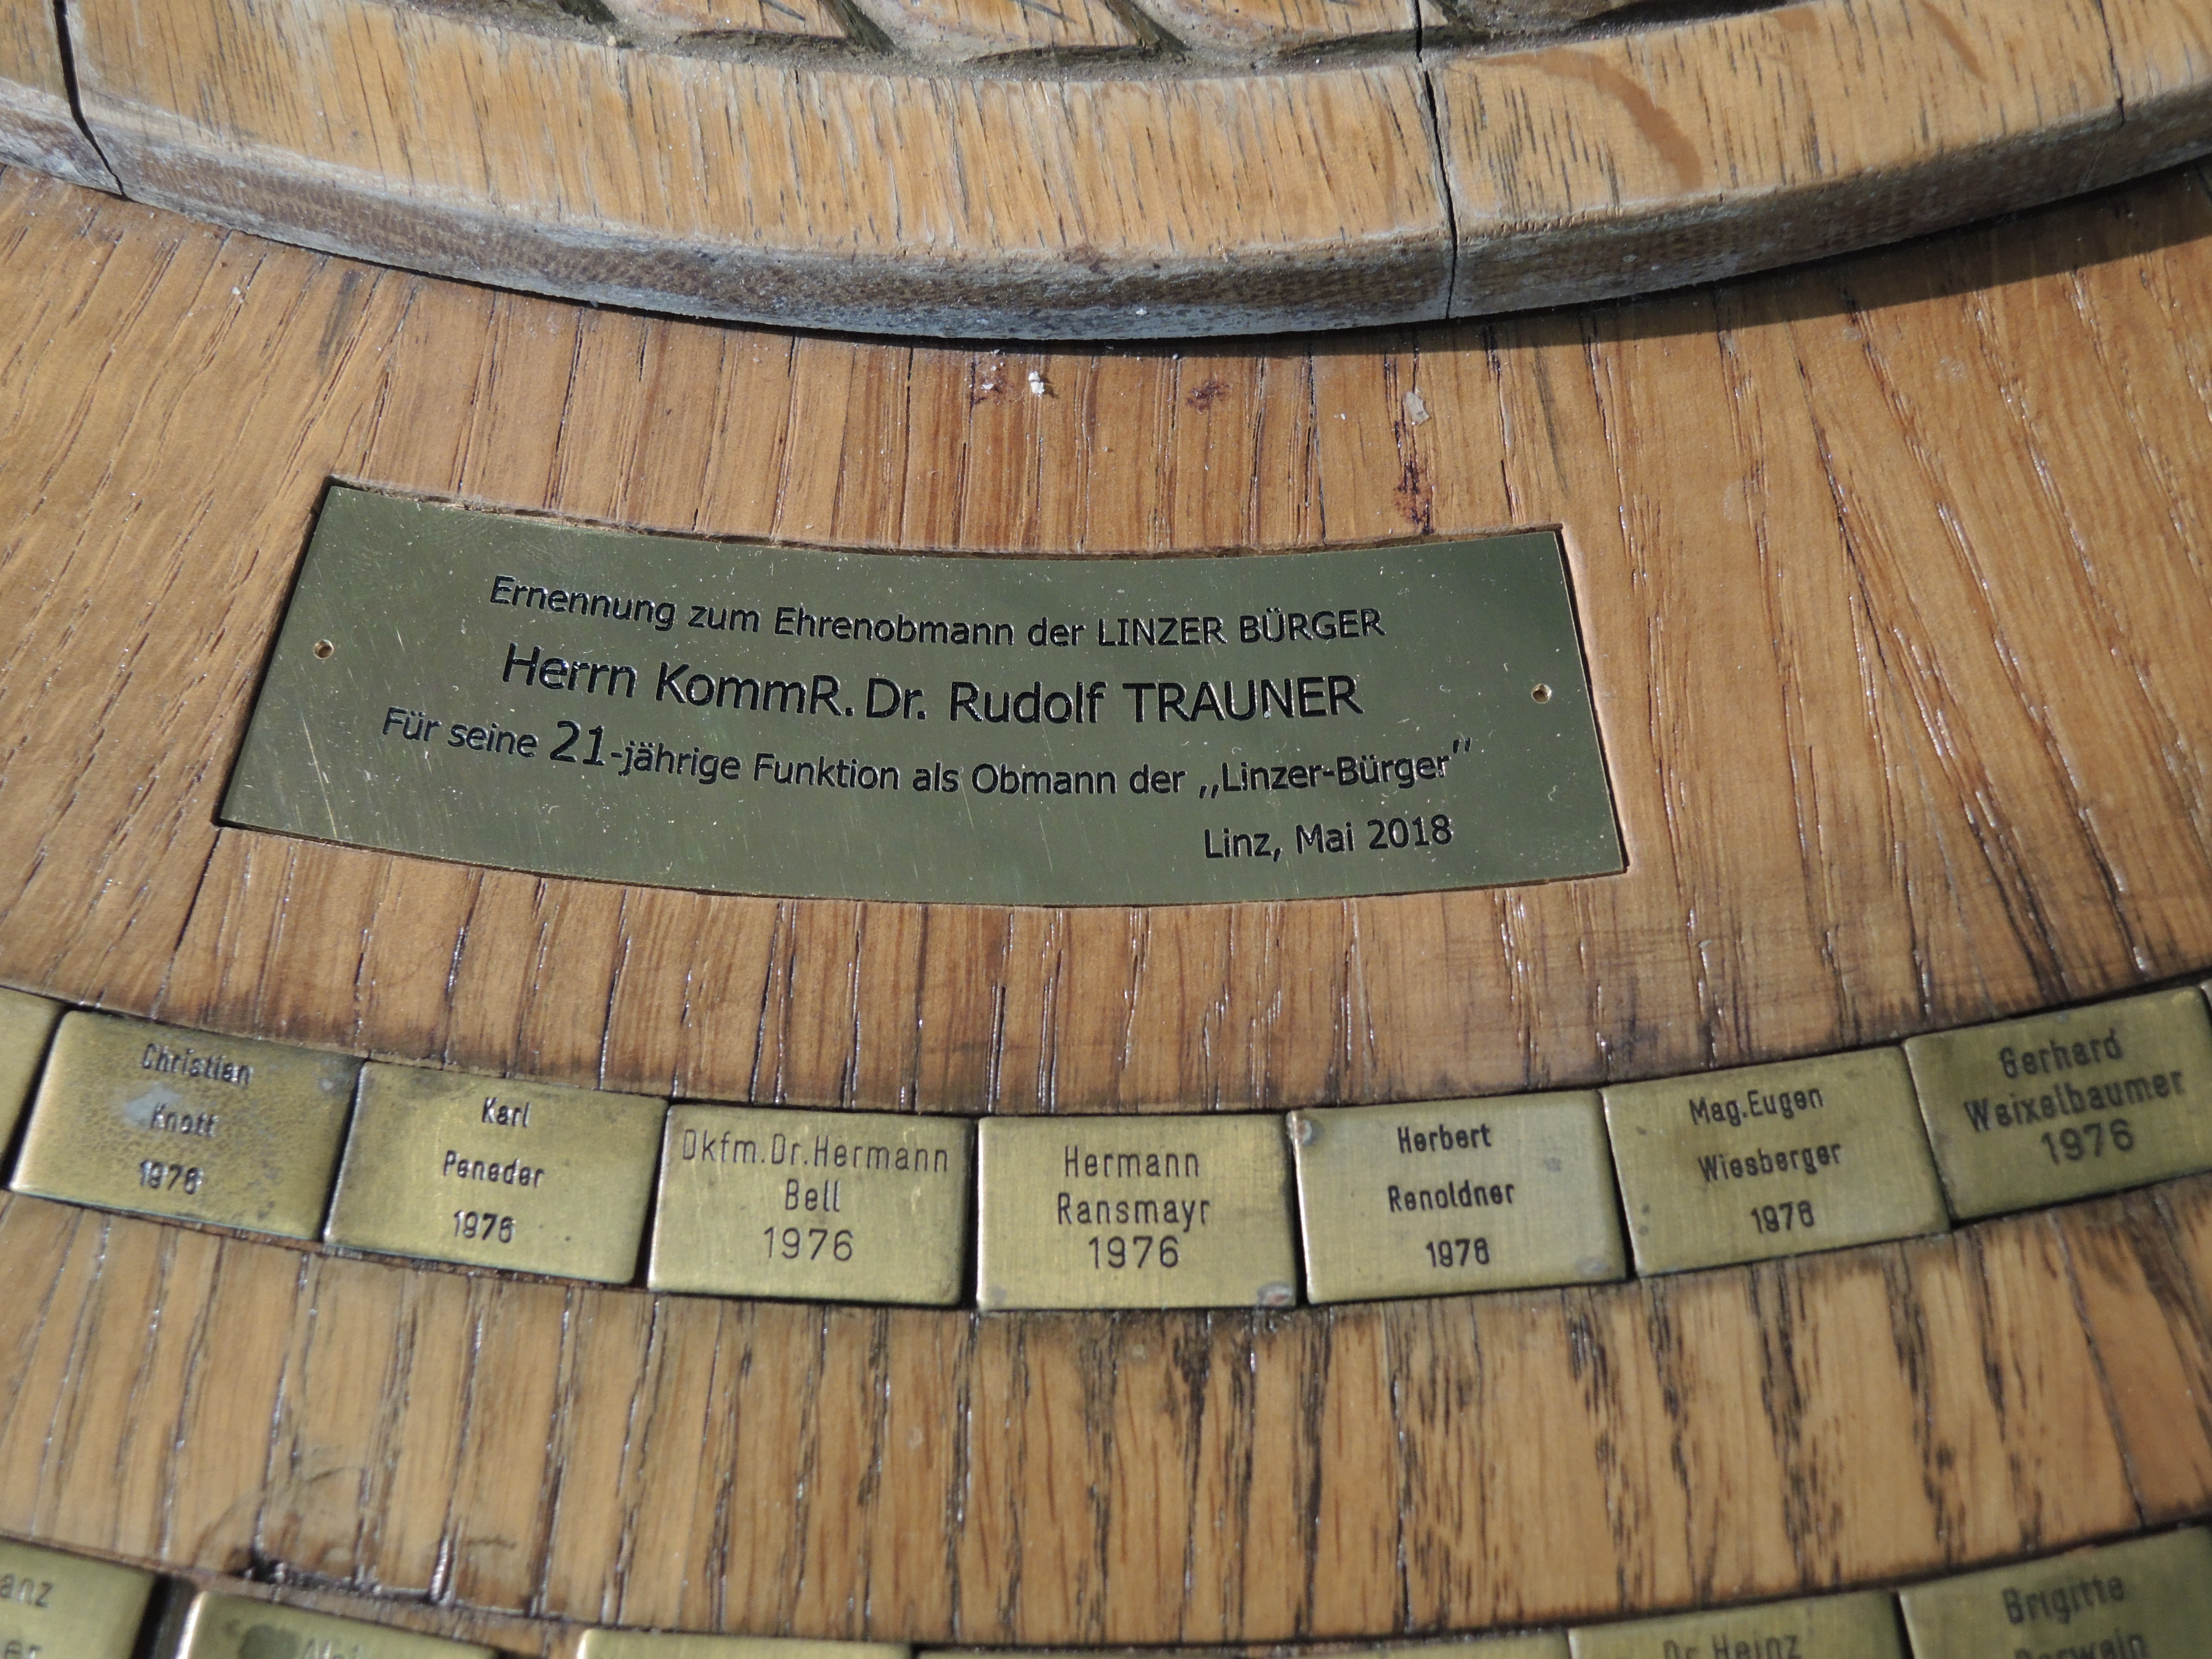 Ernennung zum Ehrenobmann der LINZER BÜRGER
Herrn KommR. Dr. Rudolf TRAUNER
Für seine 21-jährige Funktion als Obmann der ,,Linzer-Bürger"
Linz, Mai 2018
Christian
Knott
1976
Karl
Peneder
1976
Dkfm.Dr.Hermann
Bell
1976
Hermann
Ransmayr
1976
Herbert
Renoldner
1976
Mag.Eugen
Wiesberger
1976
Gerhard
Weixelbaumer
1976
Dr.Heinz
Brigitte